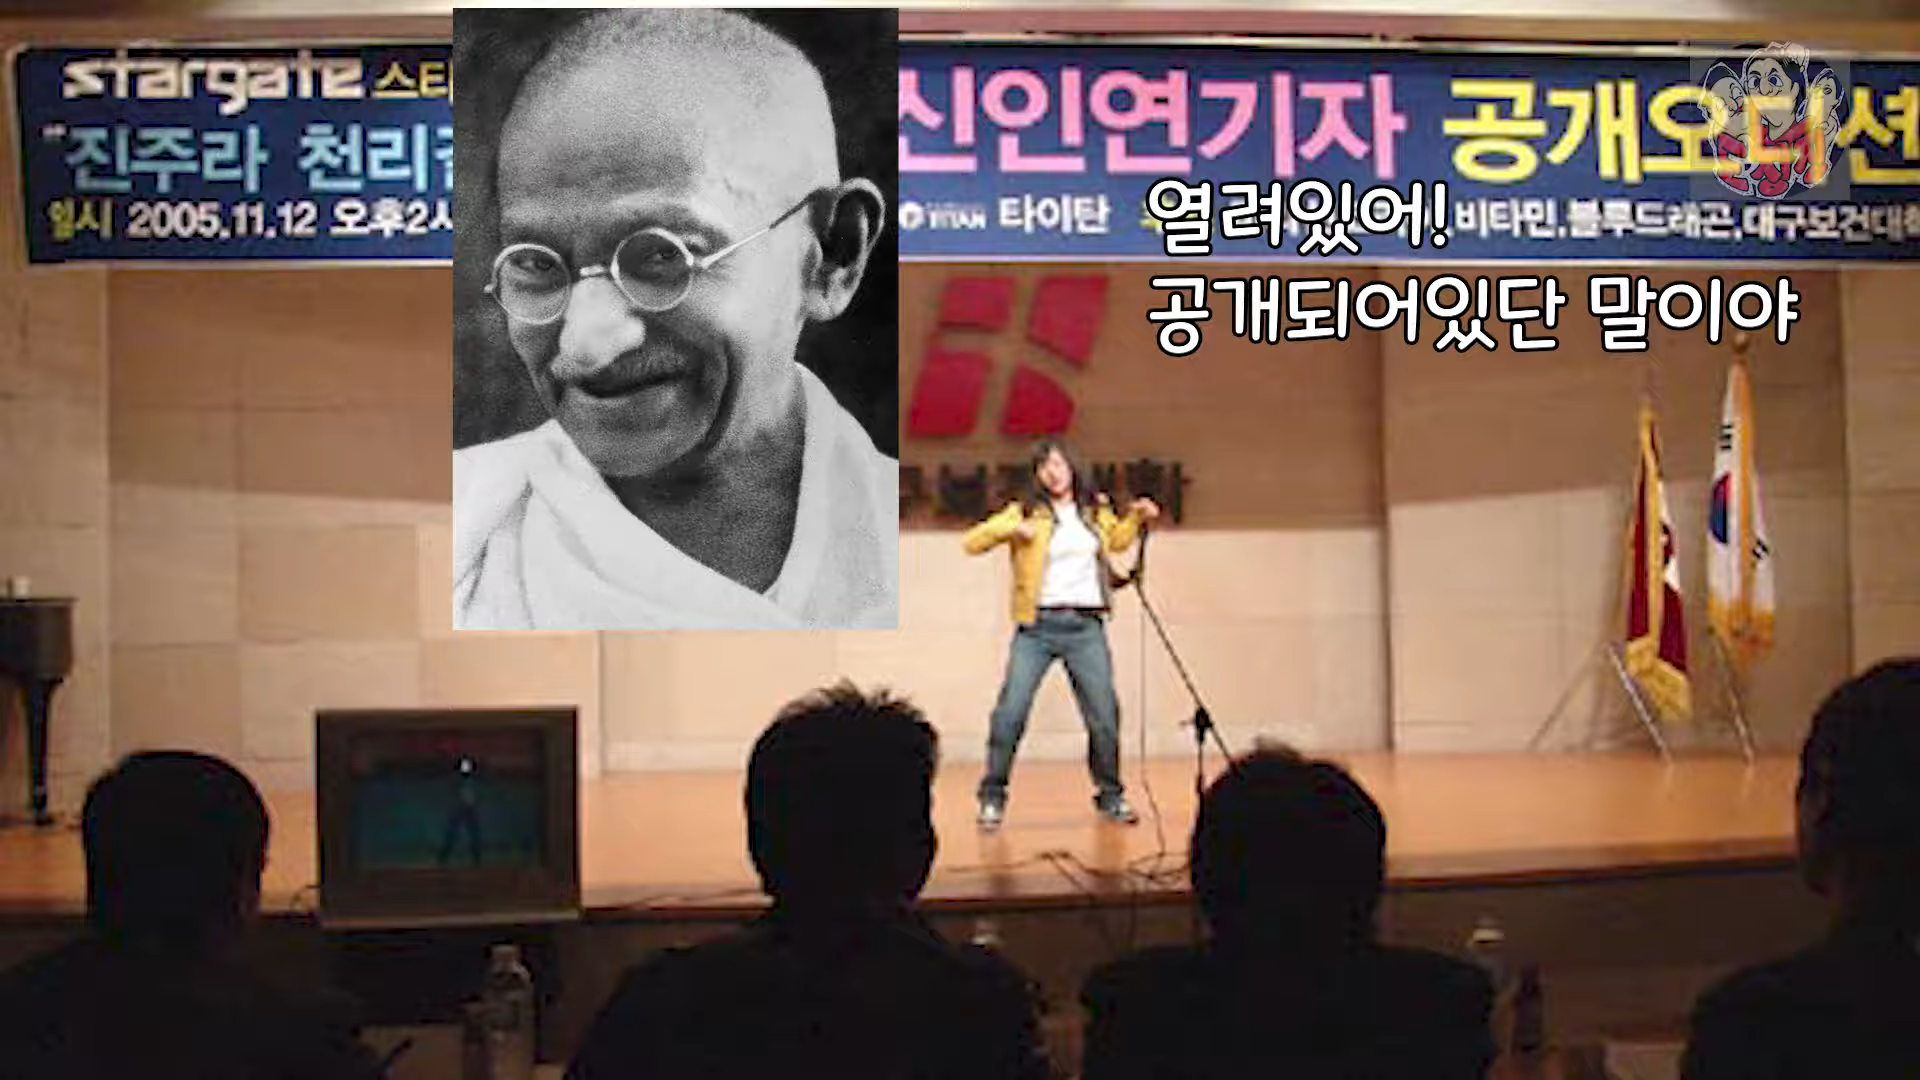 stargate 스타
신인연기자 공개오디션
"진주라 천리길
일시 2005.11.12 오후2시
TITAN 타이탄
비타민,블루드래곤,대구보건대학
열려있어!
공개되어있단 말이야